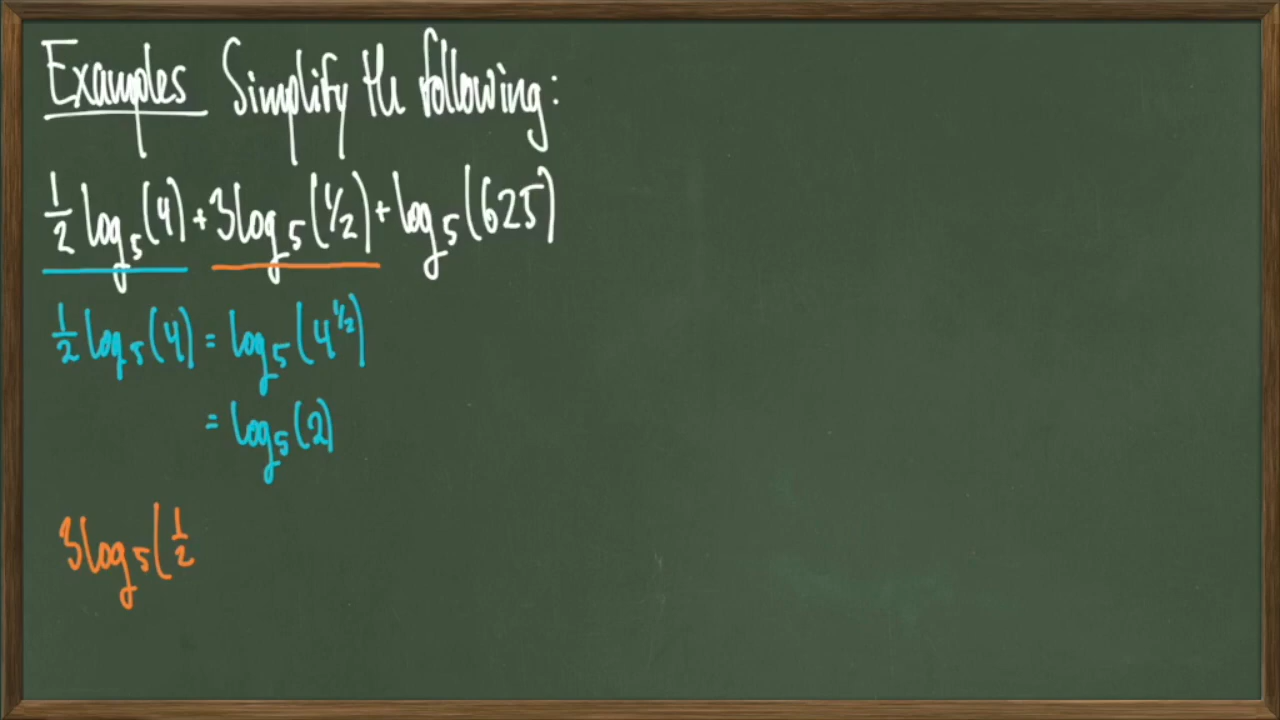 Examples Simplify the following:
½ log₅(4) + 3log₅(1/2) + log₅(625)
½ log₅(4) = log₅(4^1/2)
= log₅(2)
3log₅(½